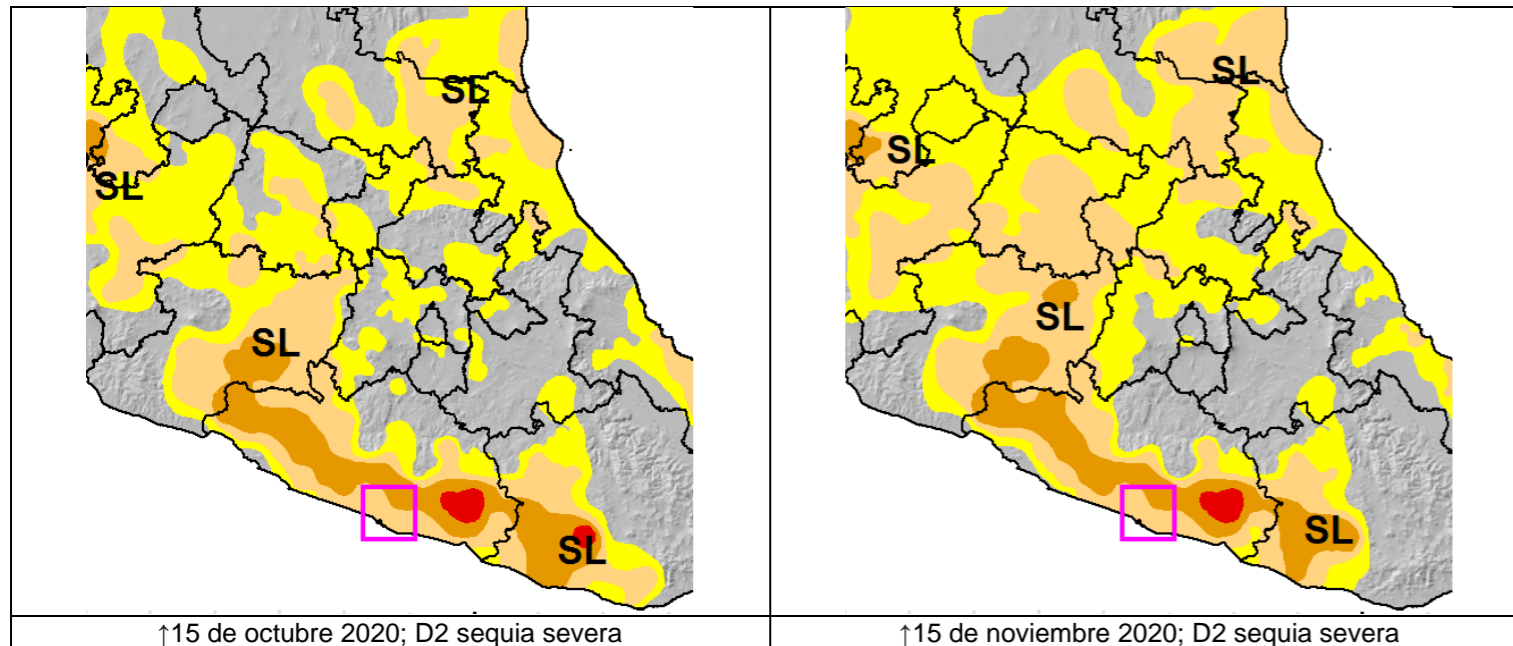 SL
SL
SL
SL
SL
SL
SL
SL
↑15 de octubre 2020; D2 sequia severa
↑15 de noviembre 2020; D2 sequia severa